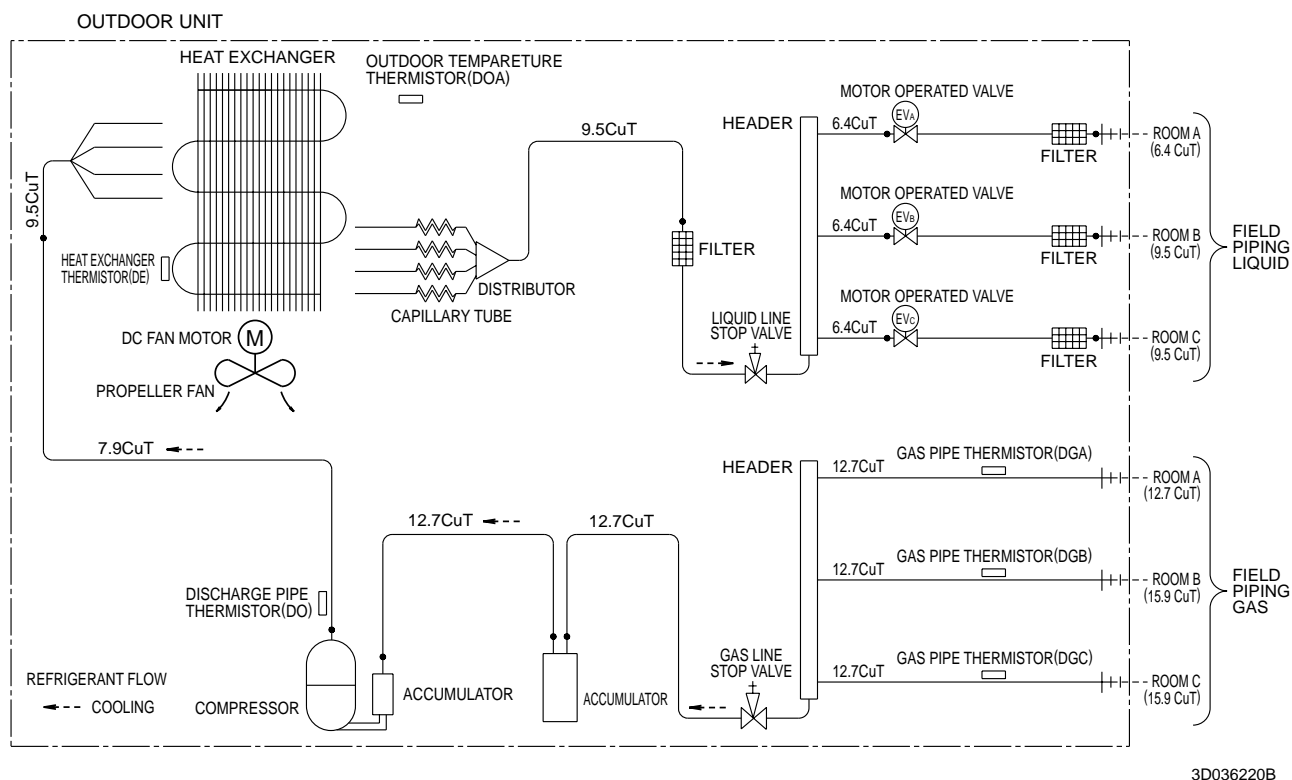 OUTDOOR UNIT
HEAT EXCHANGER
OUTDOOR TEMPARETURE
THERMISTOR(DOA)
9.5CuT
9.5CuT
HEAT EXCHANGER
THERMISTOR(DE)
CAPILLARY TUBE
DISTRIBUTOR
FILTER
DC FAN MOTOR
M
PROPELLER FAN
LIQUID LINE
STOP VALVE
HEADER
MOTOR OPERATED VALVE
6.4CuT
EVA
FILTER
ROOM A
(6.4 CuT)
MOTOR OPERATED VALVE
6.4CuT
EVB
FILTER
ROOM B
(9.5 CuT)
MOTOR OPERATED VALVE
6.4CuT
EVC
FILTER
ROOM C
(9.5 CuT)
FIELD
PIPING
LIQUID
7.9CuT
12.7CuT
12.7CuT
DISCHARGE PIPE
THERMISTOR(DO)
COMPRESSOR
ACCUMULATOR
ACCUMULATOR
GAS LINE
STOP VALVE
HEADER
12.7CuT
GAS PIPE THERMISTOR(DGA)
ROOM A
(12.7 CuT)
12.7CuT
GAS PIPE THERMISTOR(DGB)
ROOM B
(15.9 CuT)
12.7CuT
GAS PIPE THERMISTOR(DGC)
ROOM C
(15.9 CuT)
FIELD
PIPING
GAS
REFRIGERANT FLOW
COOLING
3D036220B